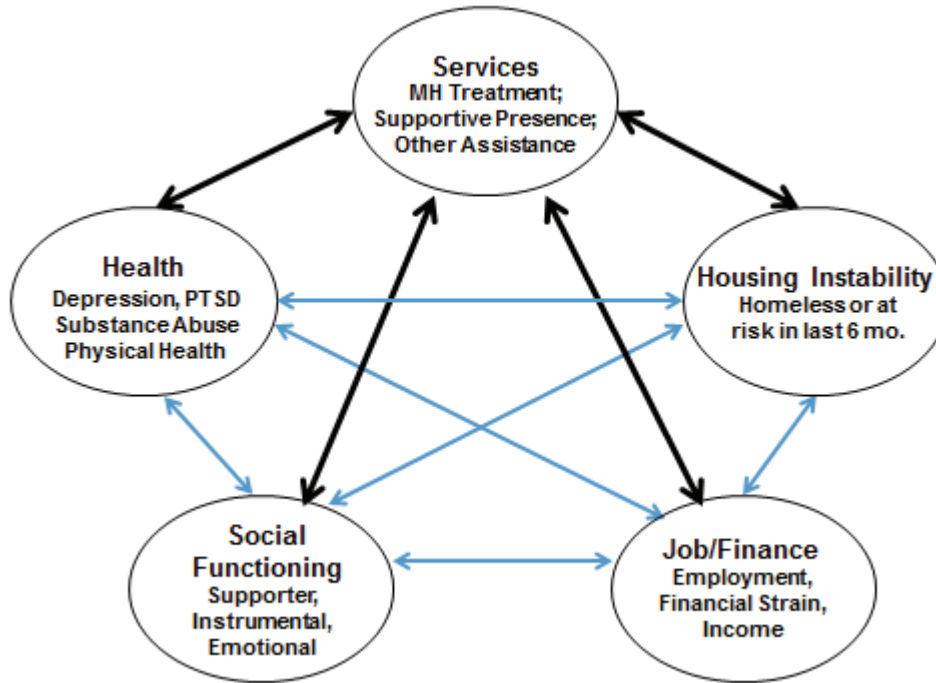 Services
MH Treatment;
Supportive Presence;
Other Assistance
Health
Depression, PTSD
Substance Abuse
Physical Health
Housing Instability
Homeless or at
risk in last 6 mo.
Social
Functioning
Supporter,
Instrumental,
Emotional
Job/Finance
Employment,
Financial Strain,
Income